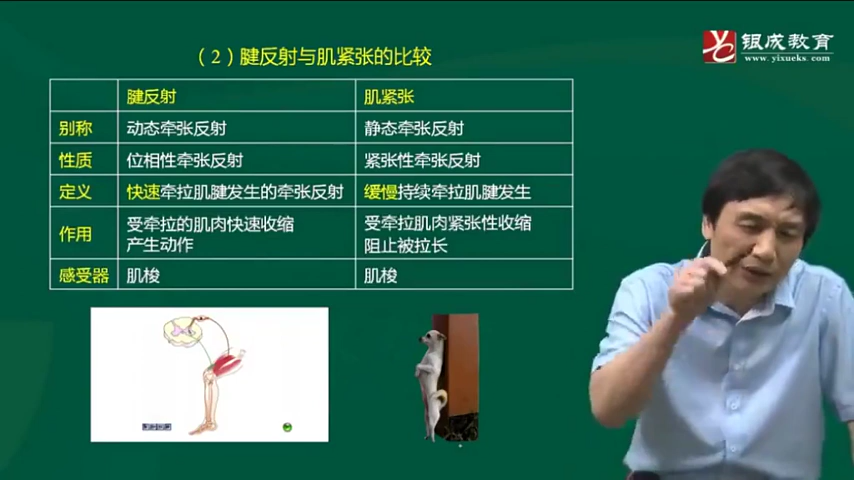 银成教育
www.yixueks.com
(2)腱反射与肌紧张的比较
腱反射 肌紧张
别称 动态牵张反射 静态牵张反射
性质 位相性牵张反射 紧张性牵张反射
定义 快速牵拉肌腱发生的牵张反射 缓慢持续牵拉肌腱发生
作用 受牵拉的肌肉快速收缩 受牵拉肌肉紧张性收缩
产生动作 阻止被拉长
感受器 肌梭 肌梭